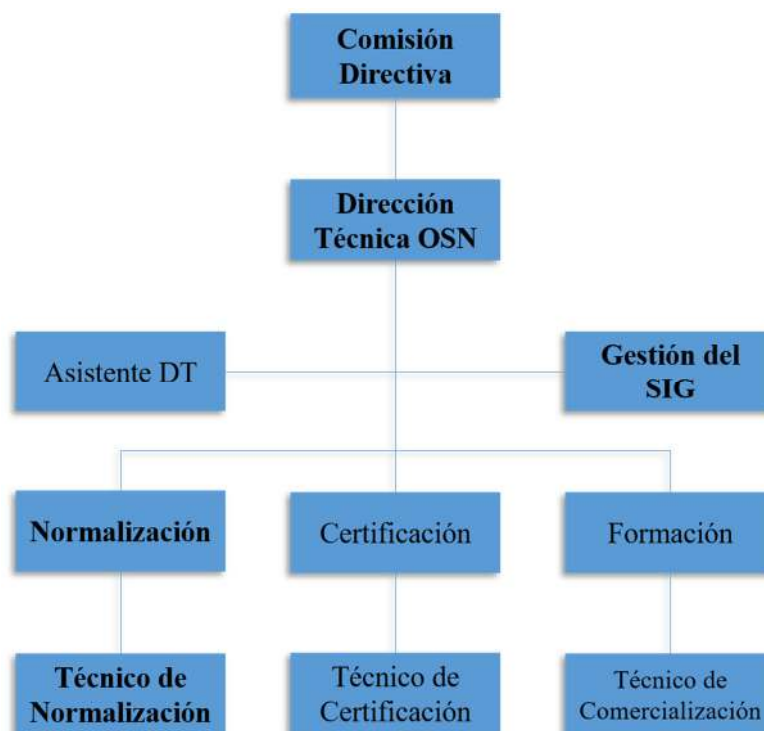 Comisión
Directiva
Dirección
Técnica OSN
Asistente DT
Gestión del
SIG
Normalización
Certificación
Formación
Técnico de
Normalización
Técnico de
Certificación
Técnico de
Comercialización